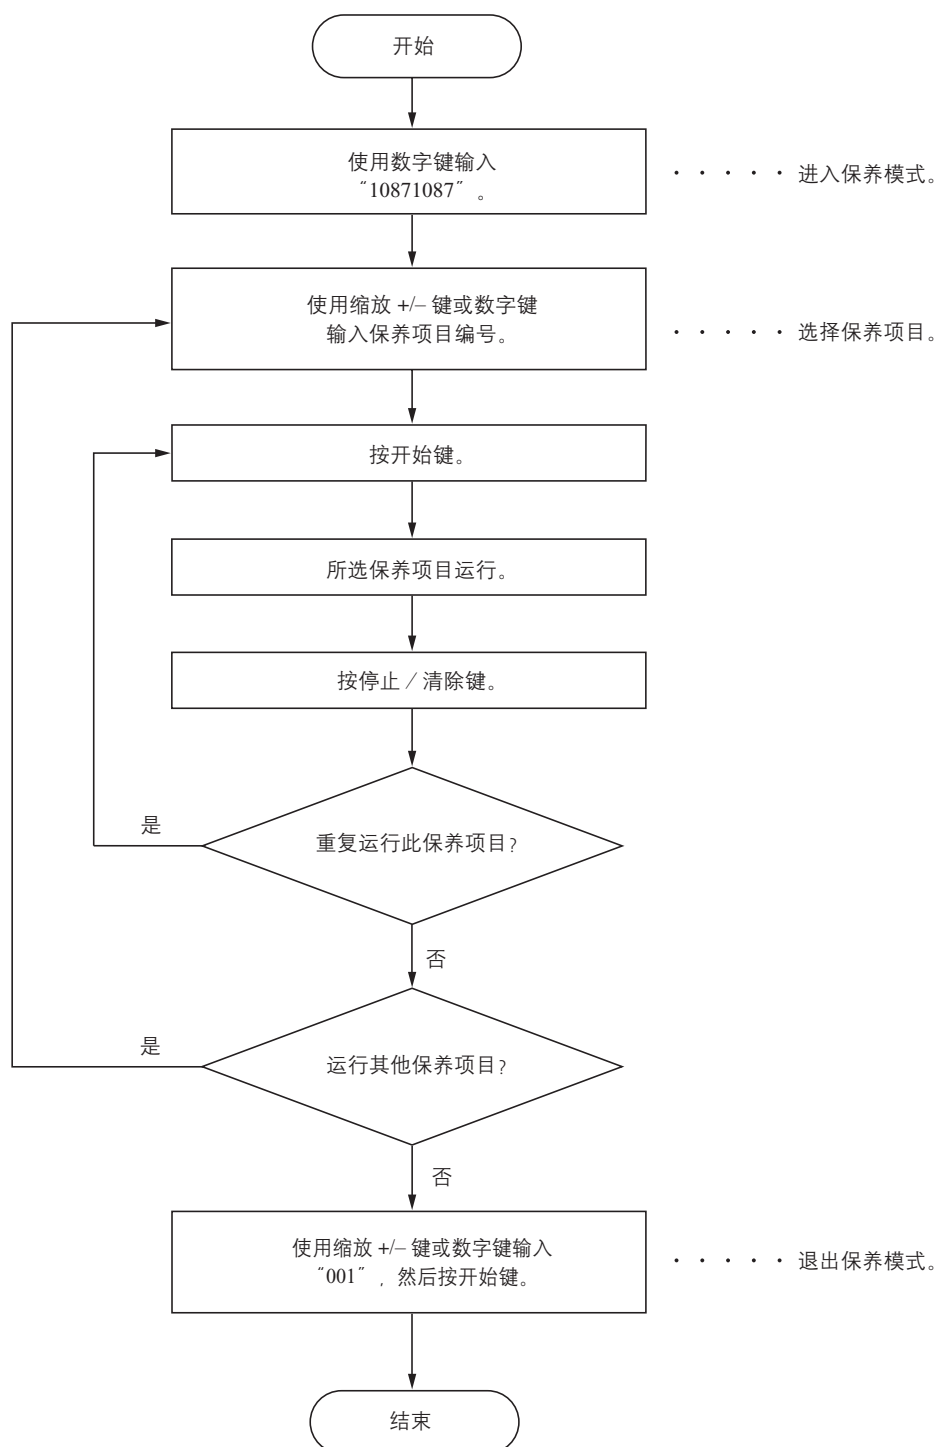 开始
使用数字键输入
“10871087”。
· · · · · 进入保养模式。
使用缩放 +/– 键或数字键
输入保养项目编号。
· · · · · 选择保养项目。
按开始键。
所选保养项目运行。
按停止/清除键。
是
重复运行此保养项目?
否
是
运行其他保养项目?
否
使用缩放 +/– 键或数字键输入
“001”,然后按开始键。
· · · · · 退出保养模式。
结束